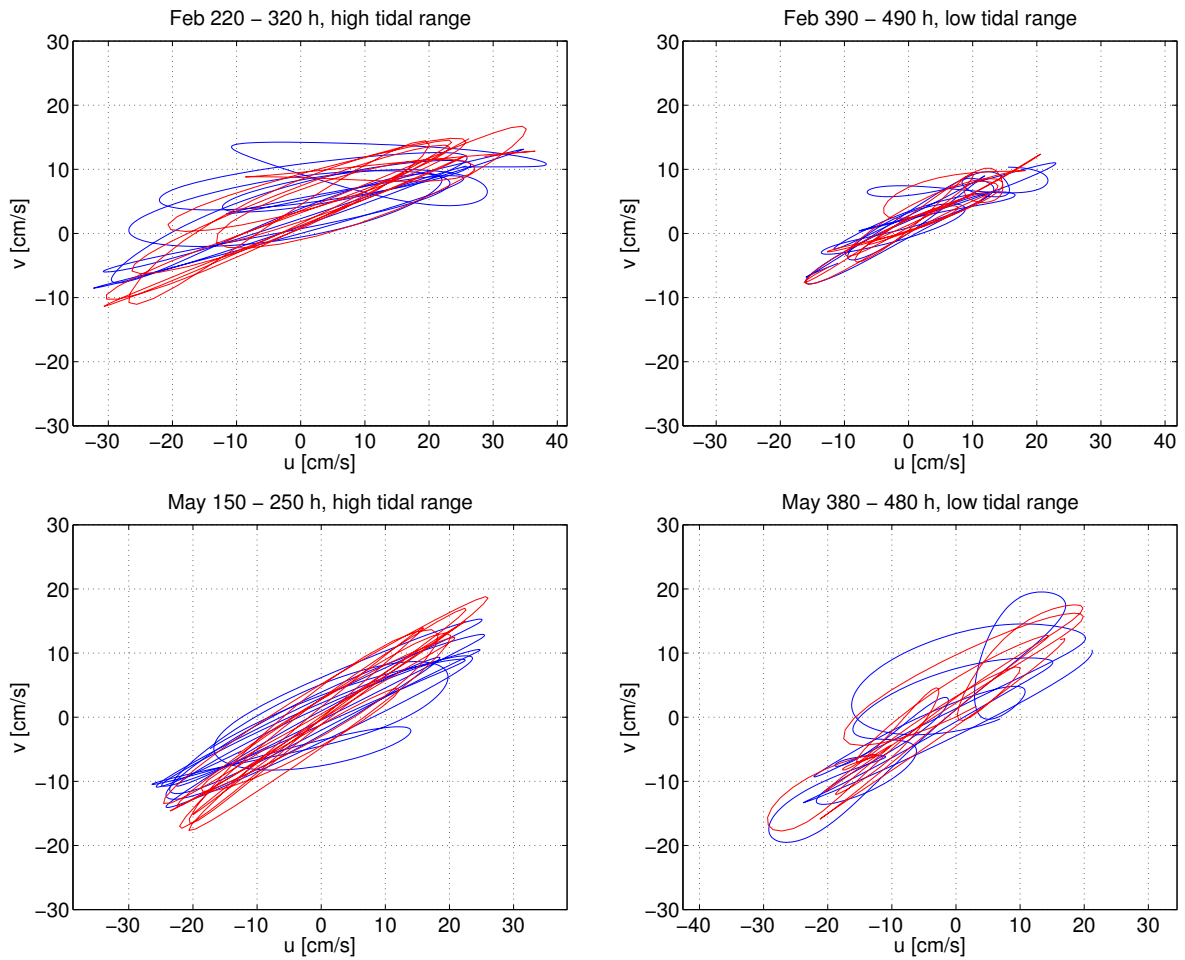 Feb 220 − 320 h, high tidal range
30
20
10
0
−10
−20
−30
v [cm/s]
−30 −20 −10 0 10 20 30 40
u [cm/s]
Feb 390 − 490 h, low tidal range
30
20
10
0
−10
−20
−30
v [cm/s]
−30 −20 −10 0 10 20 30 40
u [cm/s]
May 150 − 250 h, high tidal range
30
20
10
0
−10
−20
−30
v [cm/s]
−30 −20 −10 0 10 20 30
u [cm/s]
May 380 − 480 h, low tidal range
30
20
10
0
−10
−20
−30
v [cm/s]
−40 −30 −20 −10 0 10 20 30
u [cm/s]